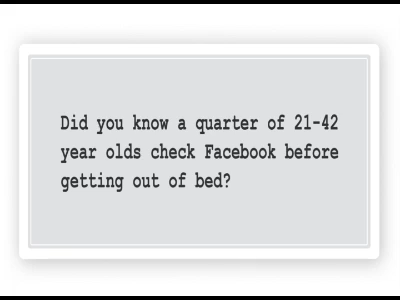 Did you know a quarter of 21-42
year olds check Facebook before
getting out of bed?